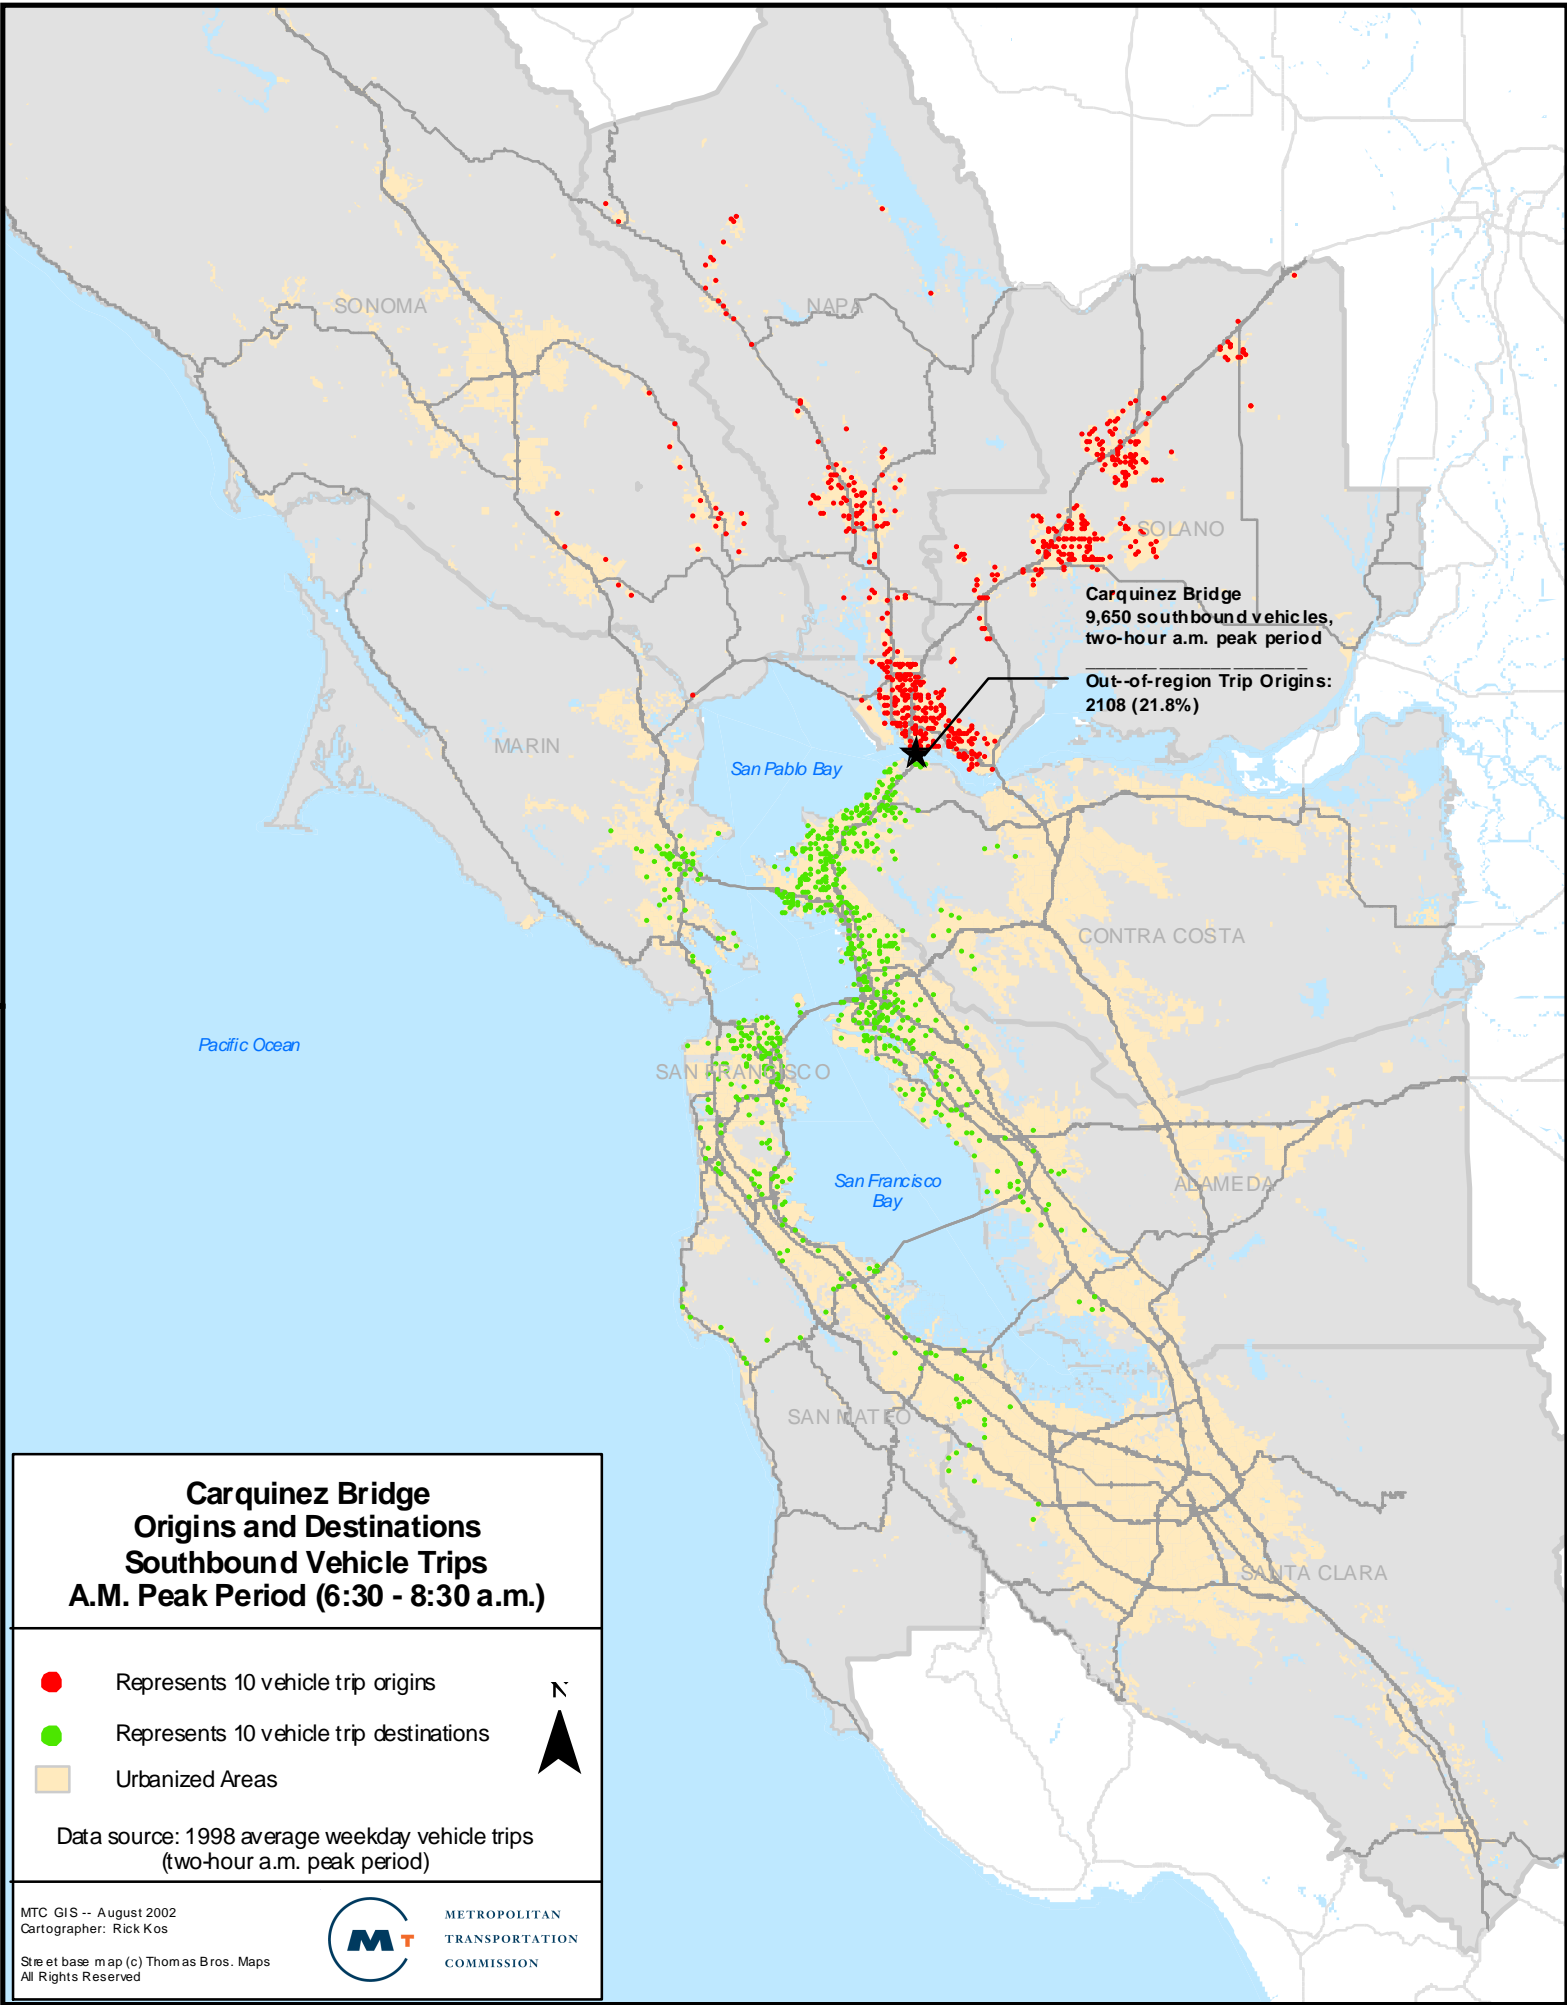 SONOMA
NAPA
SOLANO
Carquinez Bridge
9,650 southbound vehicles,
two-hour a.m. peak period
_______________________
Out--of-region Trip Origins:
2108 (21.8%)
MARIN
San Pablo Bay
CONTRA COSTA
Pacific Ocean
SAN FRANCISCO
San Francisco
Bay
ALAMEDA
SAN MATEO
SANTA CLARA
Carquinez Bridge
Origins and Destinations
Southbound Vehicle Trips
A.M. Peak Period (6:30 - 8:30 a.m.)
Represents 10 vehicle trip origins
N
Represents 10 vehicle trip destinations
Urbanized Areas
Data source: 1998 average weekday vehicle trips
(two-hour a.m. peak period)
MTC GIS -- August 2002
Cartographer: Rick Kos
Street base map (c) Thomas Bros. Maps
All Rights Reserved
M T
METROPOLITAN
TRANSPORTATION
COMMISSION